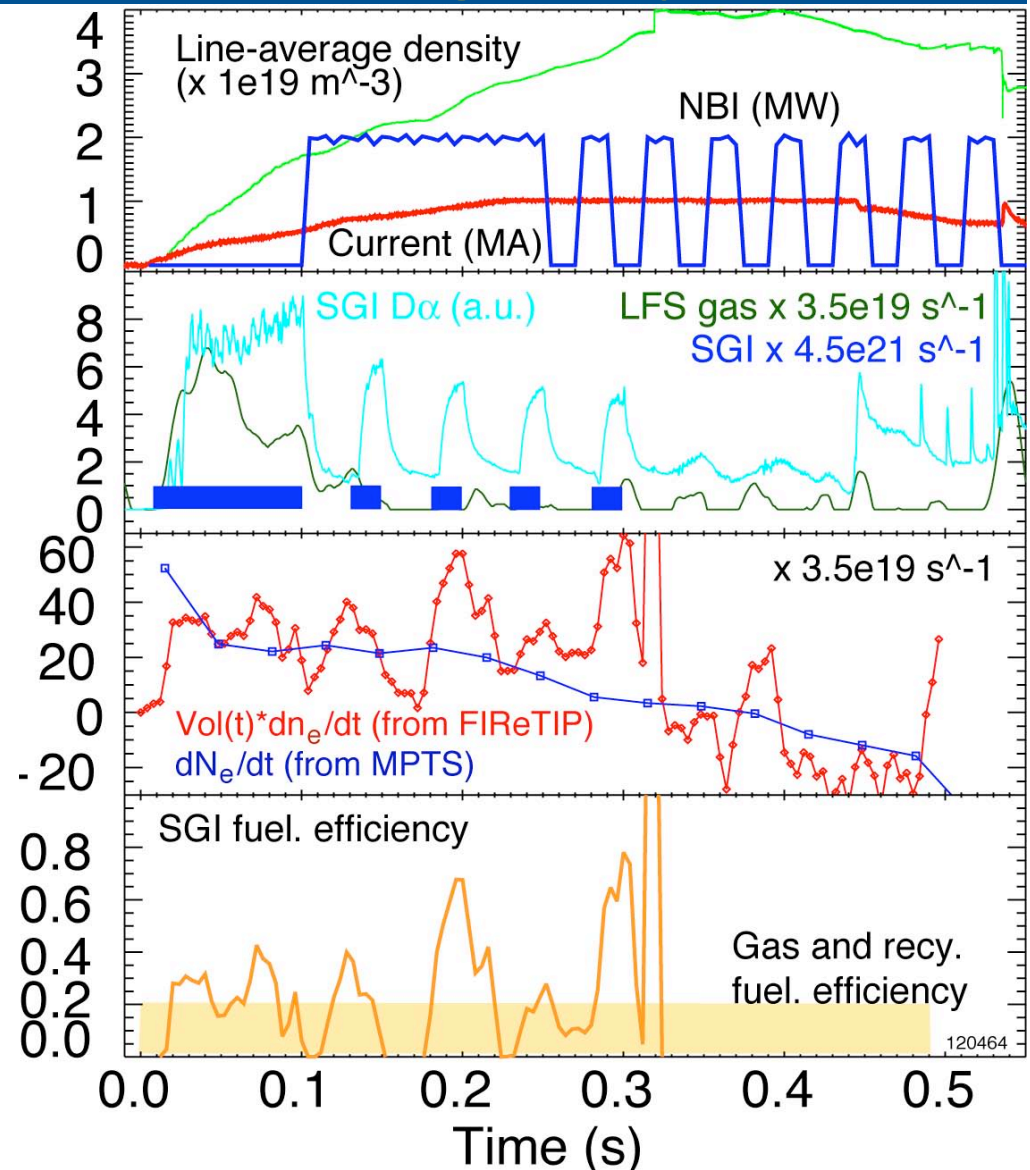 4
3
2
1
0
Line-average density
(x 1e19 m^-3)
NBI (MW)
Current (MA)
8
6
4
2
0
SGI Dα (a.u.)
LFS gas x 3.5e19 s^-1
SGI x 4.5e21 s^-1
60
40
20
0
-20
x 3.5e19 s^-1
Vol(t)*dne/dt (from FIReTIP)
dNe/dt (from MPTS)
0.8
0.6
0.4
0.2
0.0
SGI fuel. efficiency
Gas and recy.
fuel. efficiency
120464
0.0 0.1 0.2 0.3 0.4 0.5
Time (s)